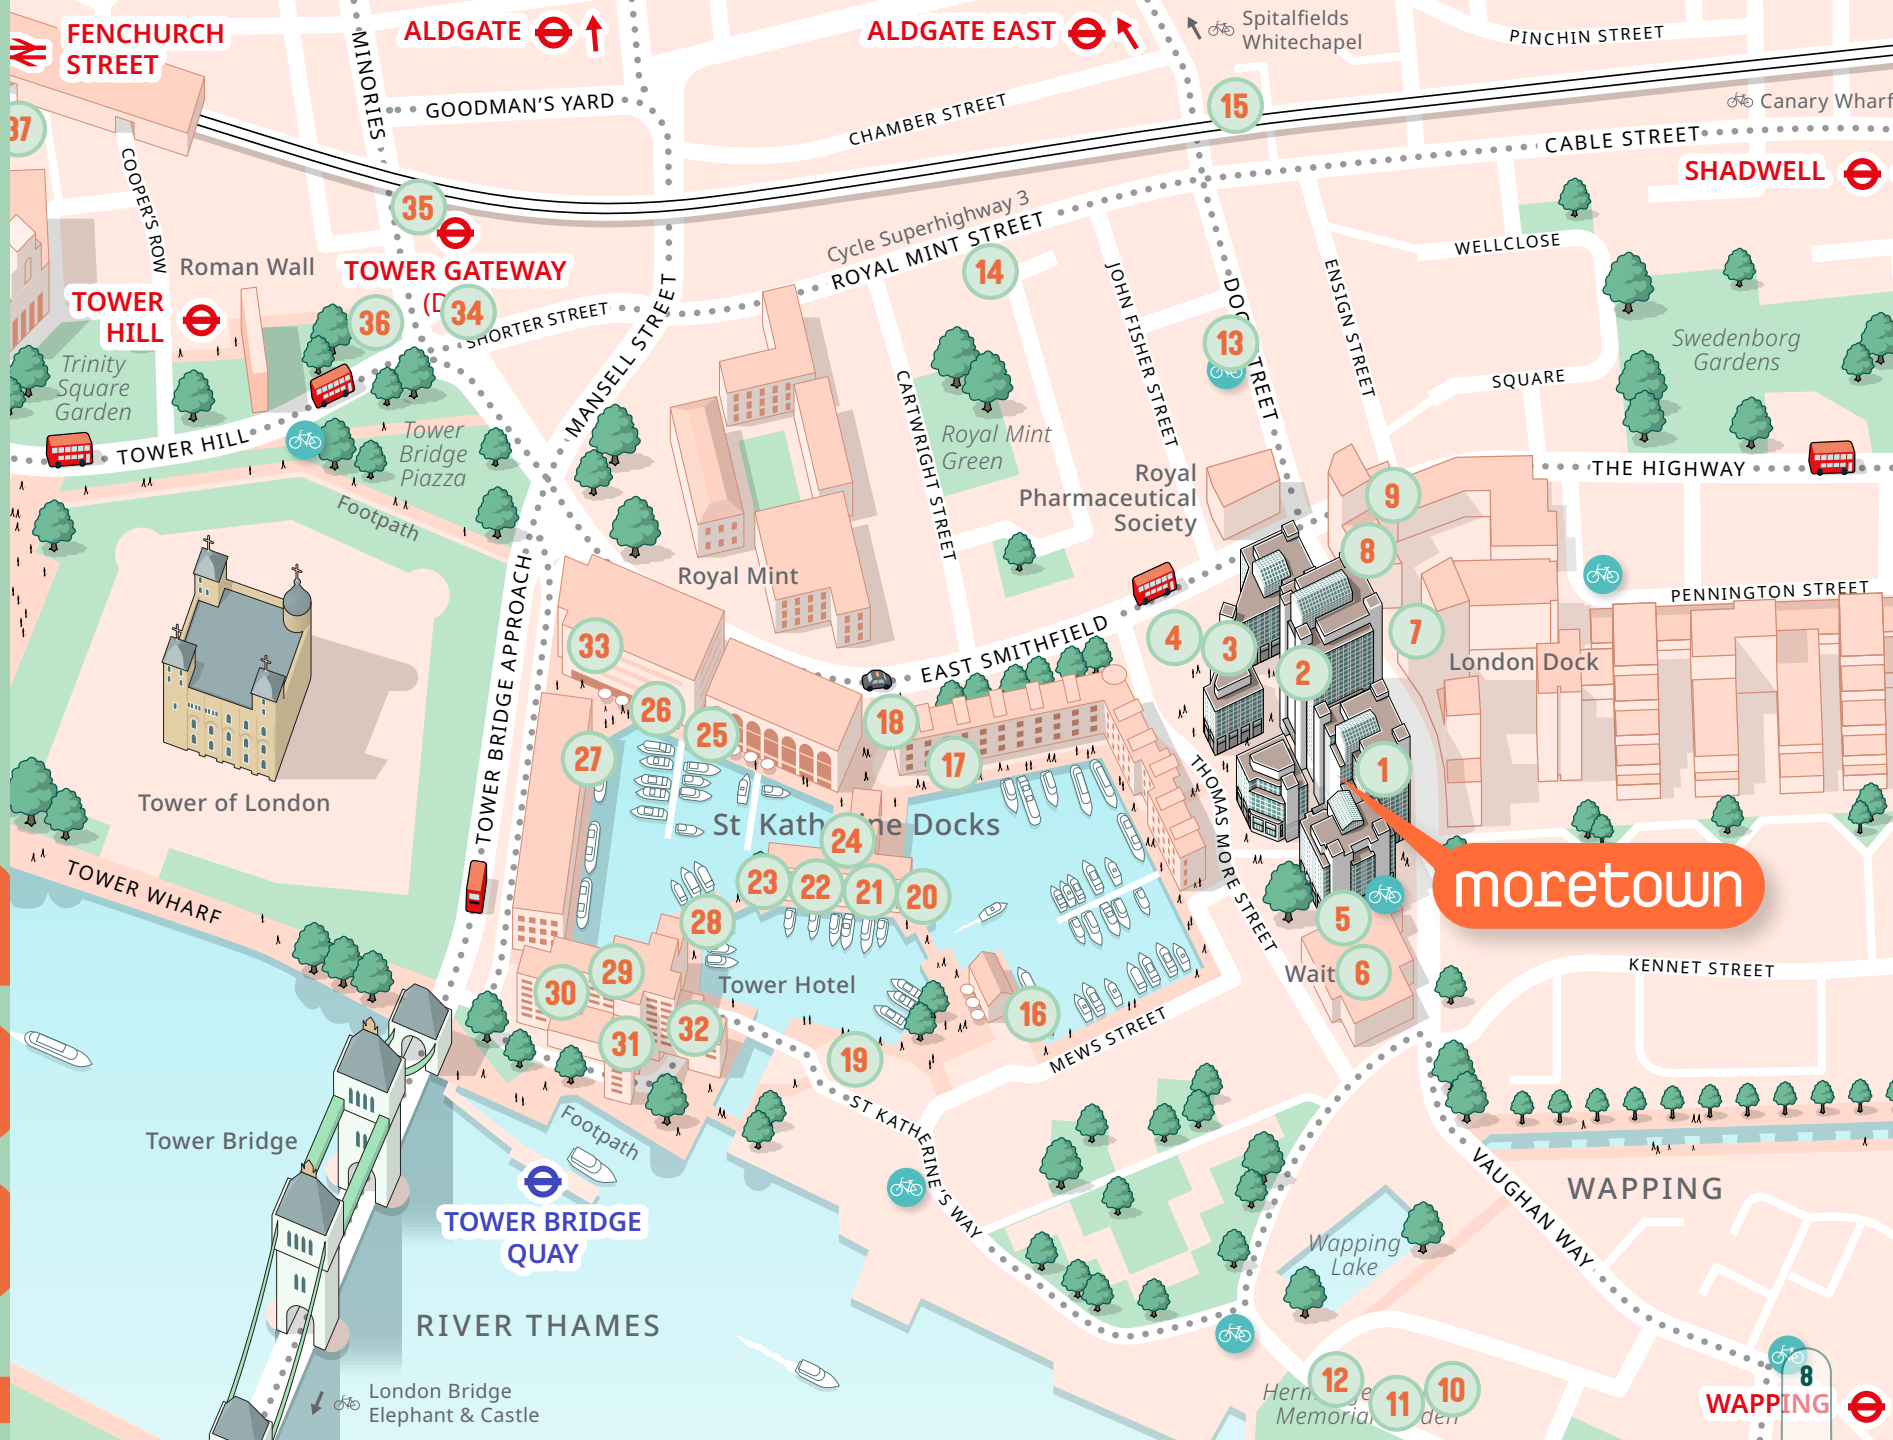 FENCHURCH
STREET
ALDGATE
ALDGATE EAST
Spitalfields
Whitechapel
PINCHIN STREET
MINORIES
GOODMAN'S YARD
CHAMBER STREET
15
Canary Wharf
37
COOPER'S ROW
CABLE STREET
SHADWELL
35
Roman Wall
TOWER GATEWAY
(D
34
TOWER
HILL
36
SHORTER STREET
MANSELL STREET
Cycle Superhighway 3
ROYAL MINT STREET
14
JOHN FISHER STREET
13
ENSIGN STREET
WELLCLOSE
SQUARE
Swedenborg
Gardens
Trinity
Square
Garden
TOWER HILL
Tower
Bridge
Piazza
Footpath
CARTWRIGHT STREET
Royal Mint
Green
Royal
Pharmaceutical
Society
THE HIGHWAY
9
8
Royal Mint
PENNINGTON STREET
TOWER BRIDGE APPROACH
33
EAST SMITHFIELD
4
3
2
7
London Dock
26
25
18
17
27
1
Tower of London
St Kath
ne Docks
24
THOMAS MORE STREET
moretown
23
22
21
20
28
5
TOWER WHARF
29
30
Tower Hotel
Wait
6
KENNET STREET
16
31
32
19
MEWS STREET
ST KATHERINE'S WAY
Footpath
Tower Bridge
TOWER BRIDGE
QUAY
VAUGHAN WAY
WAPPING
Wapping
Lake
RIVER THAMES
London Bridge
Elephant & Castle
12
11
10
Memorial
8
WAPPING